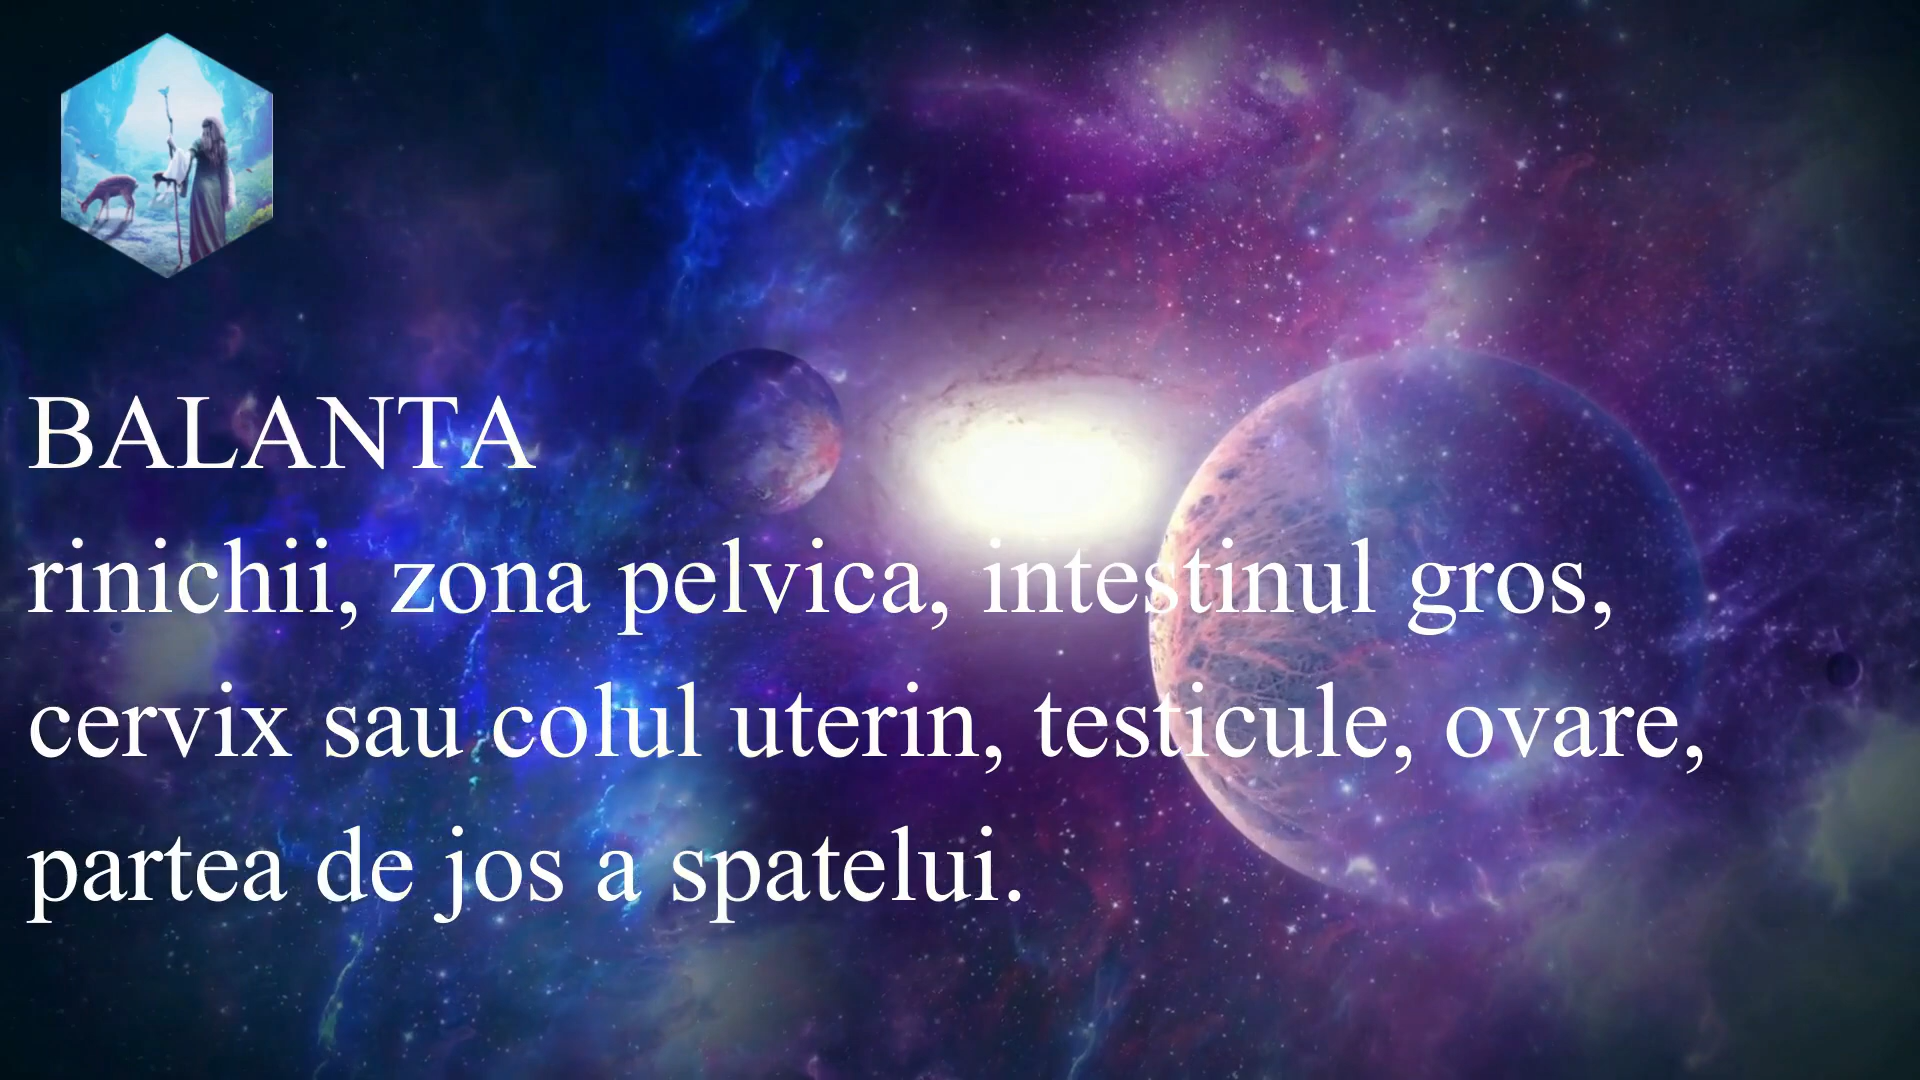 BALANTA
rinichii, zona pelvica, intestinul gros,
cervix sau colul uterin, testicule, ovare,
partea de jos a spatelui.